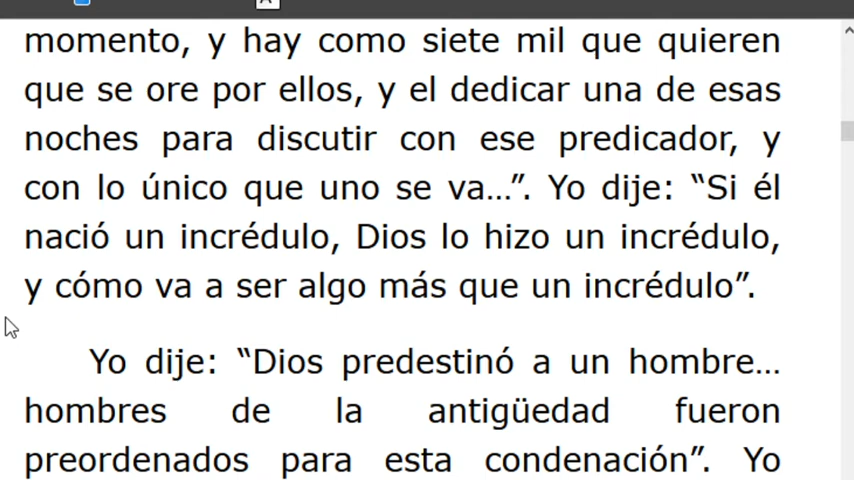 momento, y hay como siete mil que quieren
que se ore por ellos, y el dedicar una de esas
noches para discutir con ese predicador, y
con lo único que uno se va...”. Yo dije: “Si él
nació un incrédulo, Dios lo hizo un incrédulo,
y cómo va a ser algo más que un incrédulo”.
Yo dije: “Dios predestinó a un hombre...
hombres de la antigüedad fueron
preordenados para esta condenación”. Yo